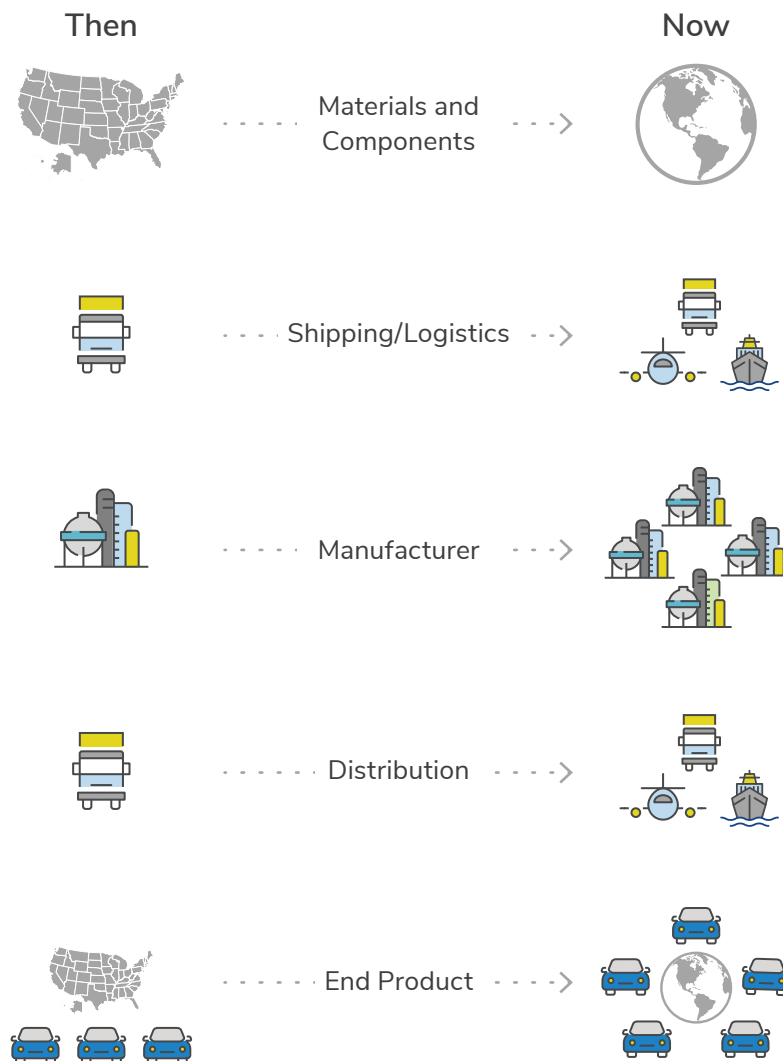 Then
Now
Materials and
Components
Shipping/Logistics
Manufacturer
Distribution
End Product